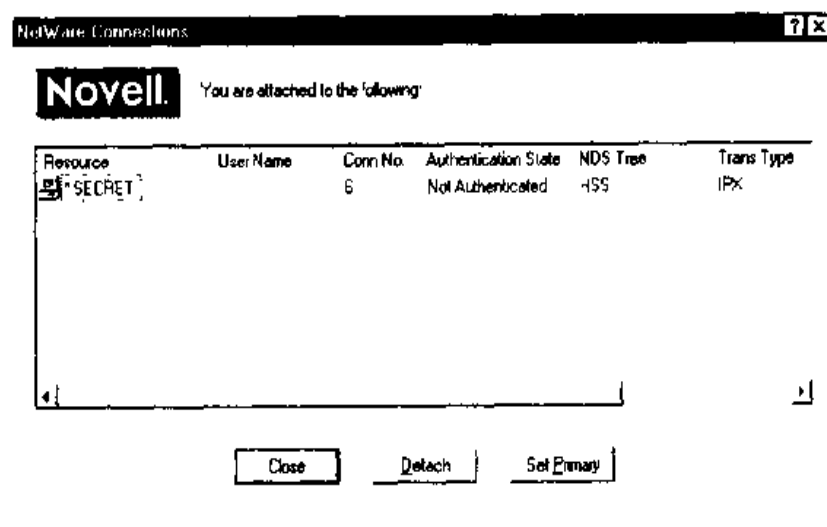 NetWare Connections
Novell. You are attached to the following:
Resource User Name Conn No. Authentication State NDS Tree Trans Type
*SECRET 6 Not Authenticated HSS IPX
Close Detach Set Primary